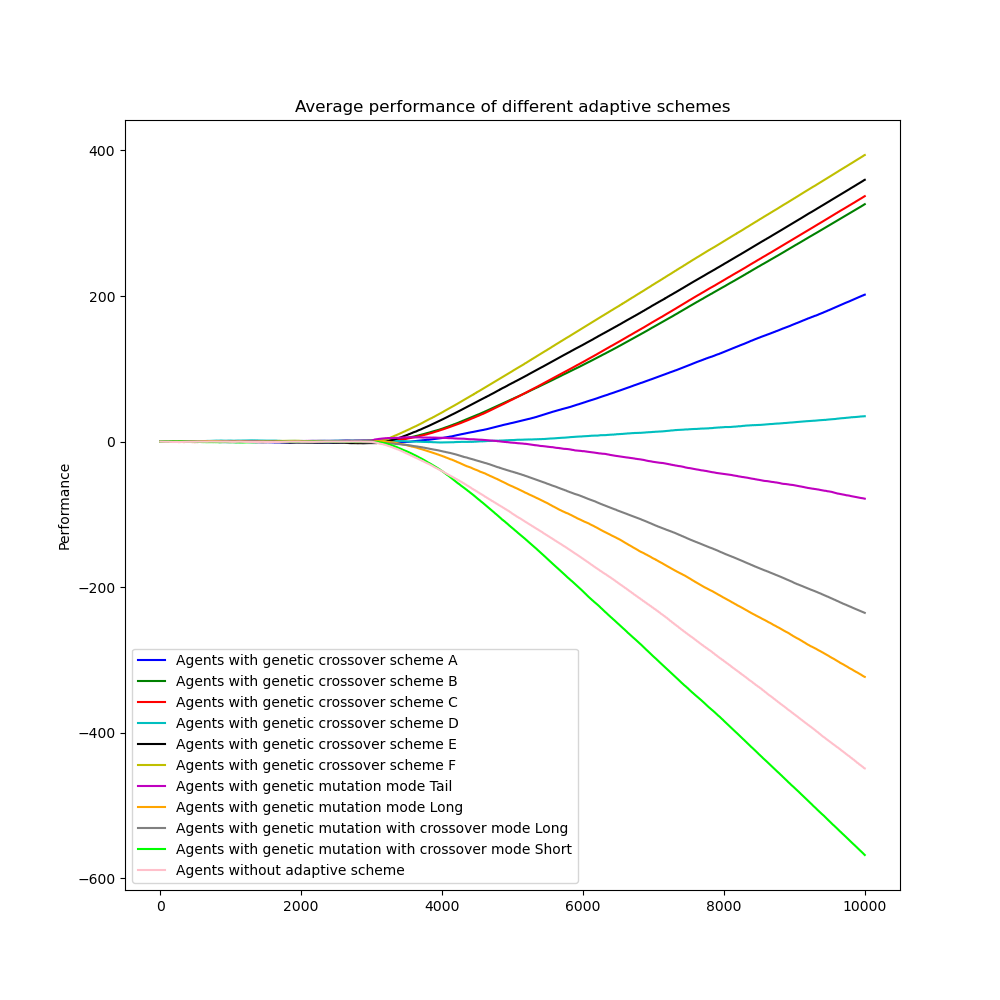 Average performance of different adaptive schemes
400
200
0
−200
−400
−600
Performance
Agents with genetic crossover scheme A
Agents with genetic crossover scheme B
Agents with genetic crossover scheme C
Agents with genetic crossover scheme D
Agents with genetic crossover scheme E
Agents with genetic crossover scheme F
Agents with genetic mutation mode Tail
Agents with genetic mutation mode Long
Agents with genetic mutation with crossover mode Long
Agents with genetic mutation with crossover mode Short
Agents without adaptive scheme
0 2000 4000 6000 8000 10000